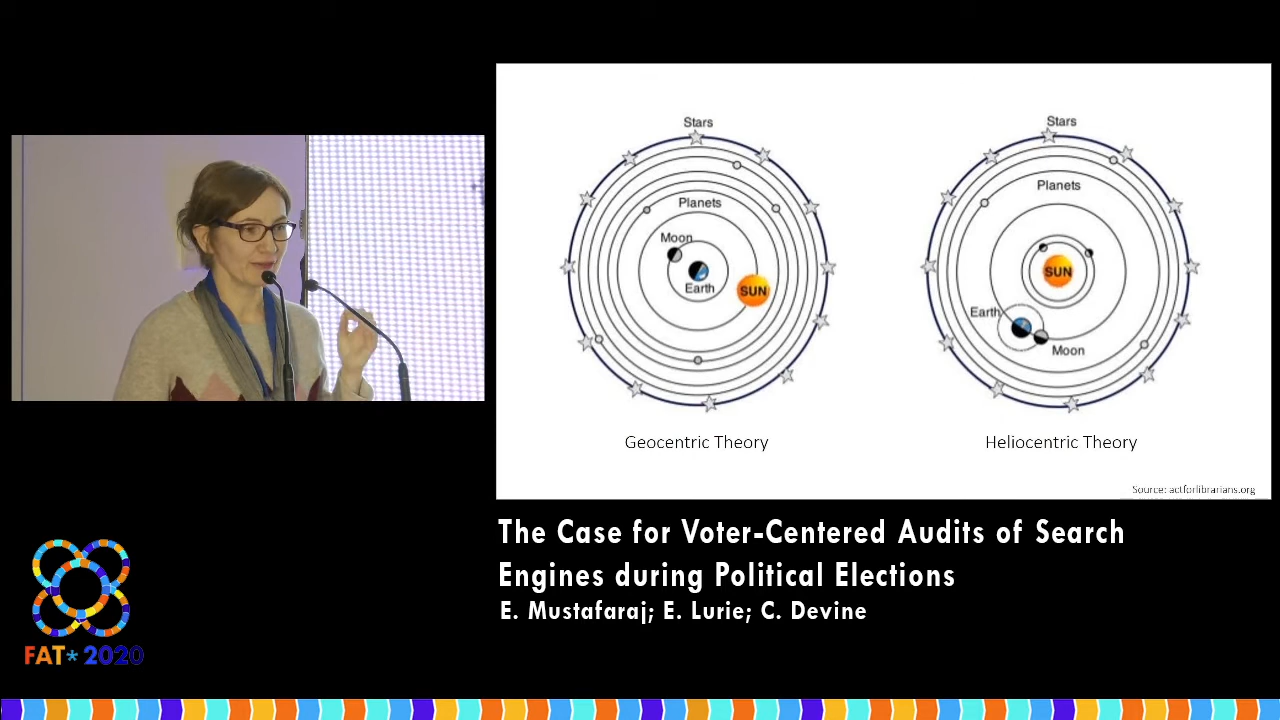 Stars
Planets
Moon
Earth
SUN
Geocentric Theory
Stars
Planets
SUN
Earth
Moon
Heliocentric Theory
Source: actforlibrarians.org
The Case for Voter-Centered Audits of Search
Engines during Political Elections
E. Mustafaraj; E. Lurie; C. Devine
FAT* 2020